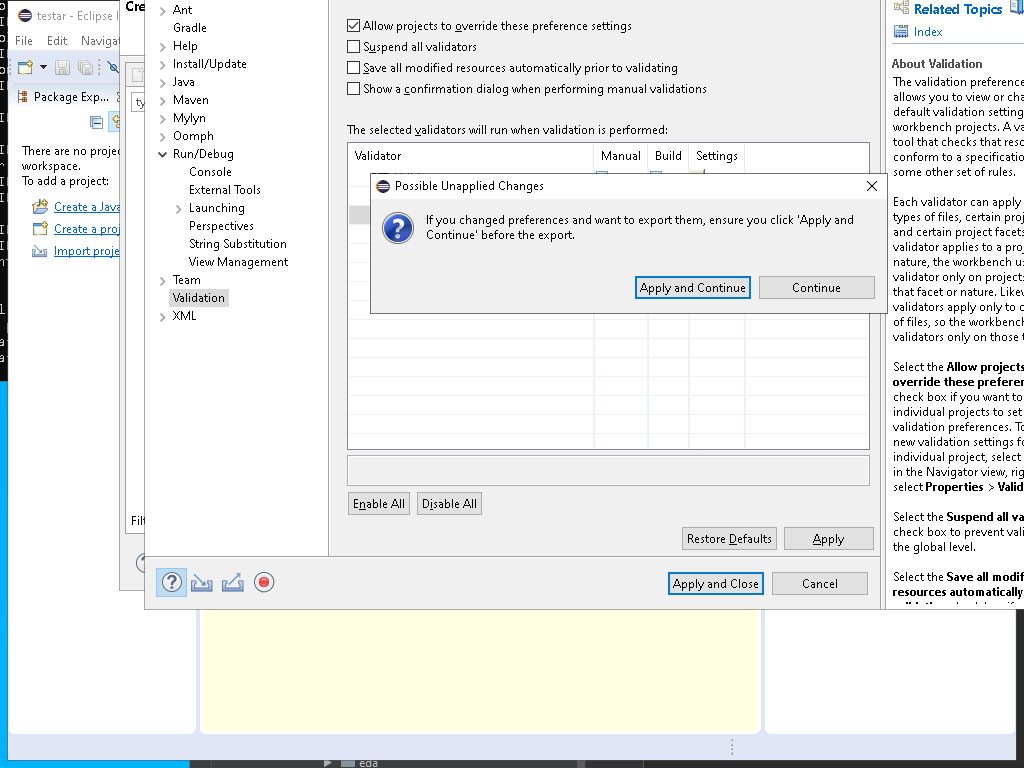 testar - Eclipse I
File Edit Naviga
Package Exp...
There are no proje
workspace.
To add a project:
Create a Java
Create a proj
Import proje
Cre
ty
Filt
Ant
Gradle
Help
Install/Update
Java
Maven
Mylyn
Oomph
Run/Debug
Console
External Tools
Launching
Perspectives
String Substitution
View Management
Team
Validation
XML
Allow projects to override these preference settings
Suspend all validators
Save all modified resources automatically prior to validating
Show a confirmation dialog when performing manual validations
The selected validators will run when validation is performed:
Validator Manual Build Settings
Possible Unapplied Changes
If you changed preferences and want to export them, ensure you click 'Apply and
Continue' before the export.
Apply and Continue Continue
Enable All Disable All
Restore Defaults Apply
Apply and Close Cancel
Related Topics
Index
About Validation
The validation preference
allows you to view or cha
default validation setting
workbench projects. A va
tool that checks that reso
conform to a specificatio
some other set of rules.
Each validator can apply
types of files, certain proj
and certain project facets
validator applies to a proj
nature, the workbench u
validator only on projects
that facet or nature. Likew
validators apply only to c
of files, so the workbench
validators only on those t
Select the Allow projects
override these preferen
check box if you want to
individual projects to set
validation preferences. To
new validation settings fo
individual project, select
in the Navigator view, rig
select Properties > Valid
Select the Suspend all va
check box to prevent vali
the global level.
Select the Save all modif
resources automatically
eda